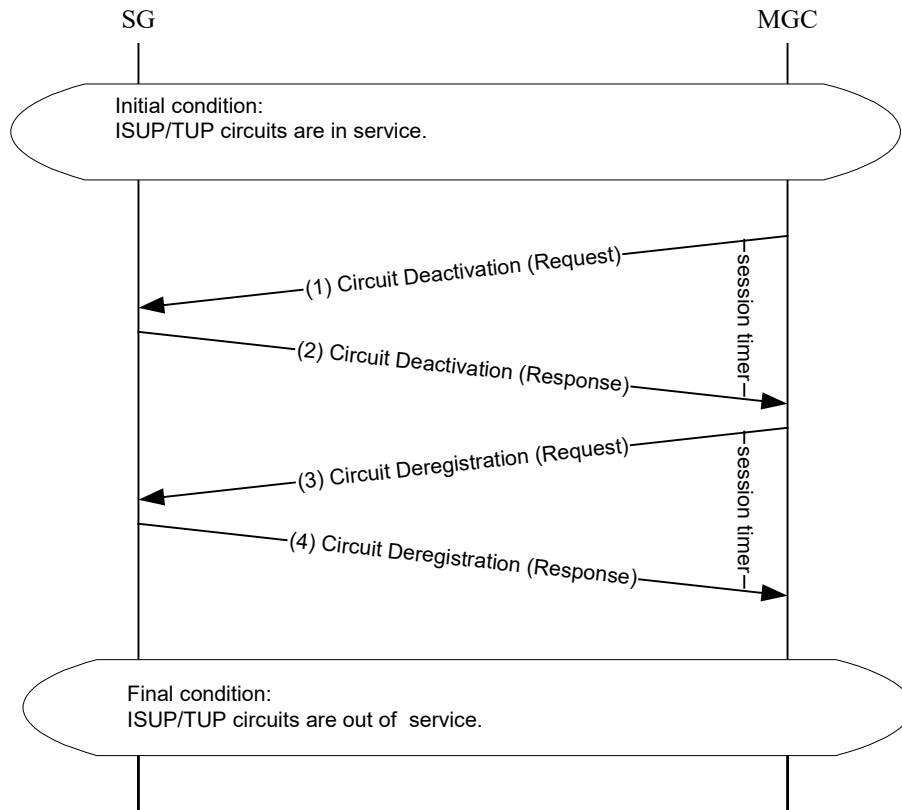 SG
MGC
Initial condition:
ISUP/TUP circuits are in service.
(1) Circuit Deactivation (Request)
session timer
(2) Circuit Deactivation (Response)
(3) Circuit Deregistration (Request)
session timer
(4) Circuit Deregistration (Response)
Final condition:
ISUP/TUP circuits are out of service.